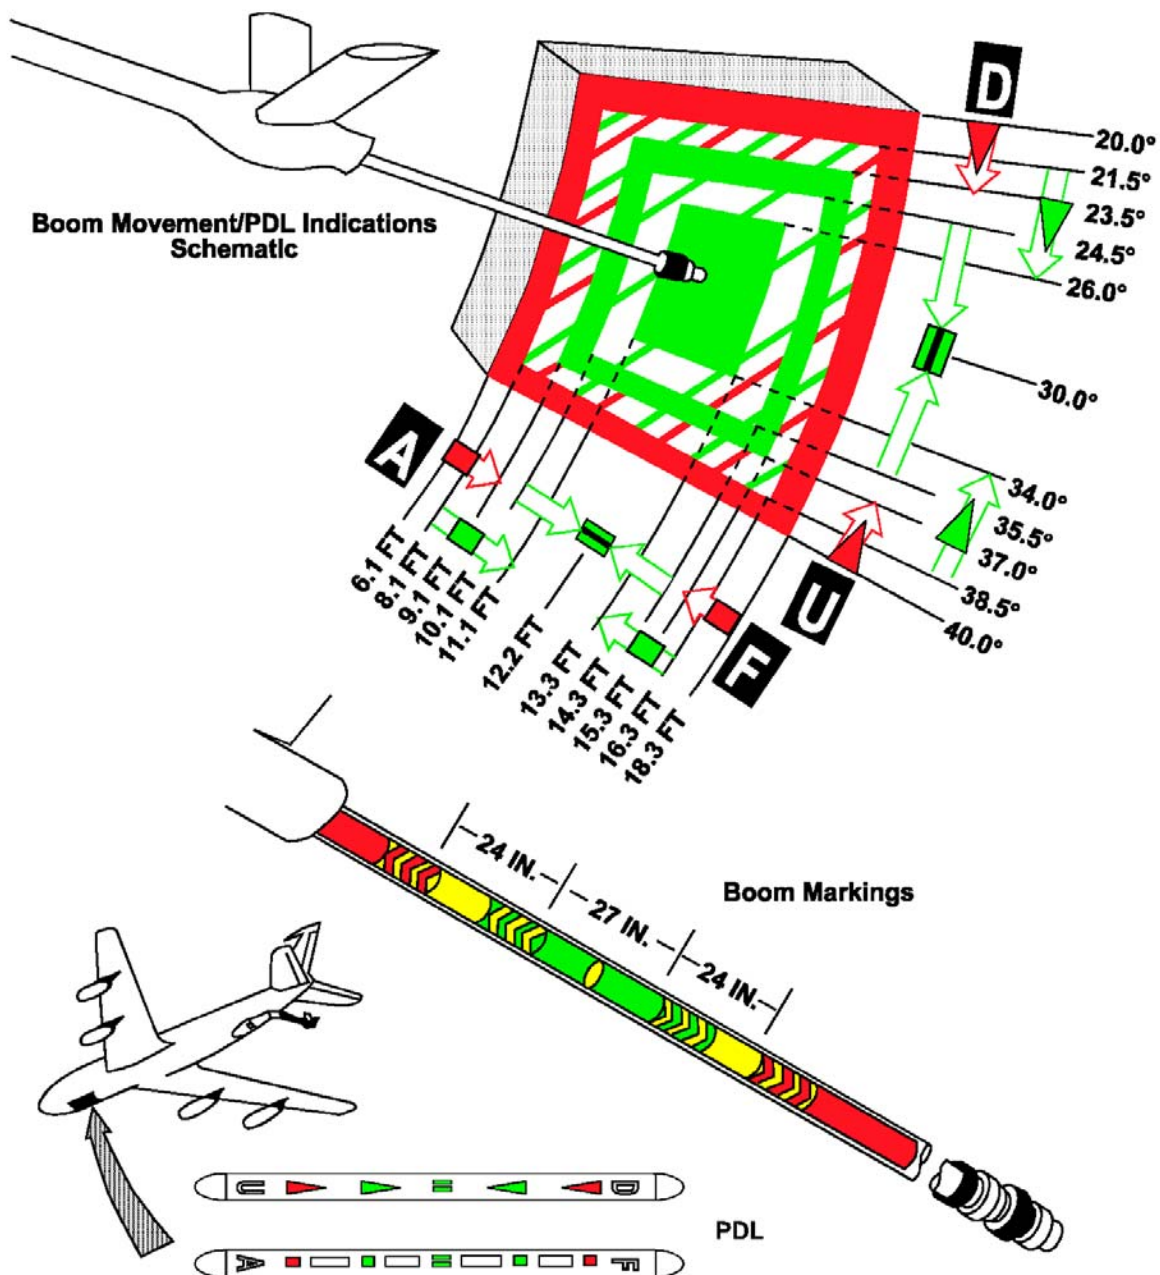 D
20.0°
21.5°
23.5°
24.5°
26.0°
30.0°
34.0°
35.5°
37.0°
38.5°
40.0°
Boom Movement/PDL Indications
Schematic
A
U
F
6.1 FT
8.1 FT
9.1 FT
10.1 FT
11.1 FT
12.2 FT
13.3 FT
14.3 FT
15.3 FT
16.3 FT
18.3 FT
24 IN.
27 IN.
24 IN.
Boom Markings
U
D
PDL
A
F